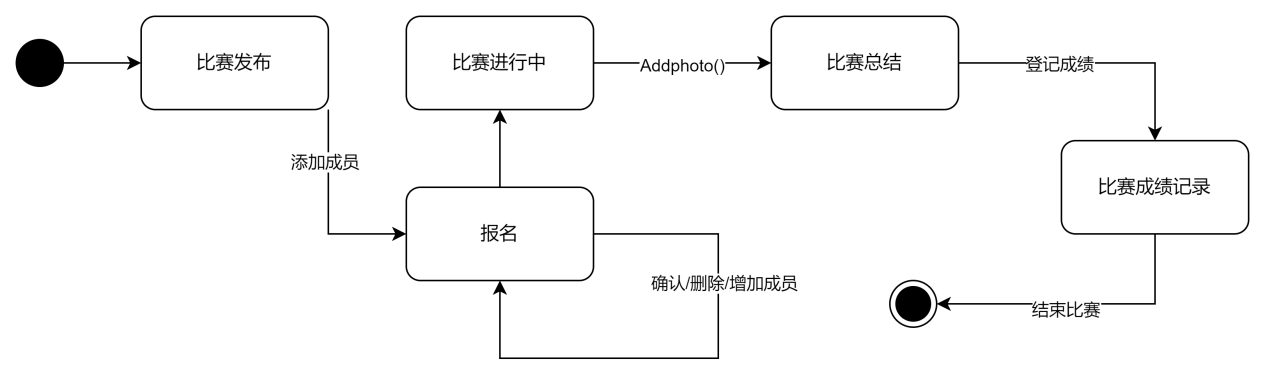 比赛发布
比赛进行中
Addphoto()
比赛总结
登记成绩
添加成员
比赛成绩记录
报名
确认/删除/增加成员
结束比赛